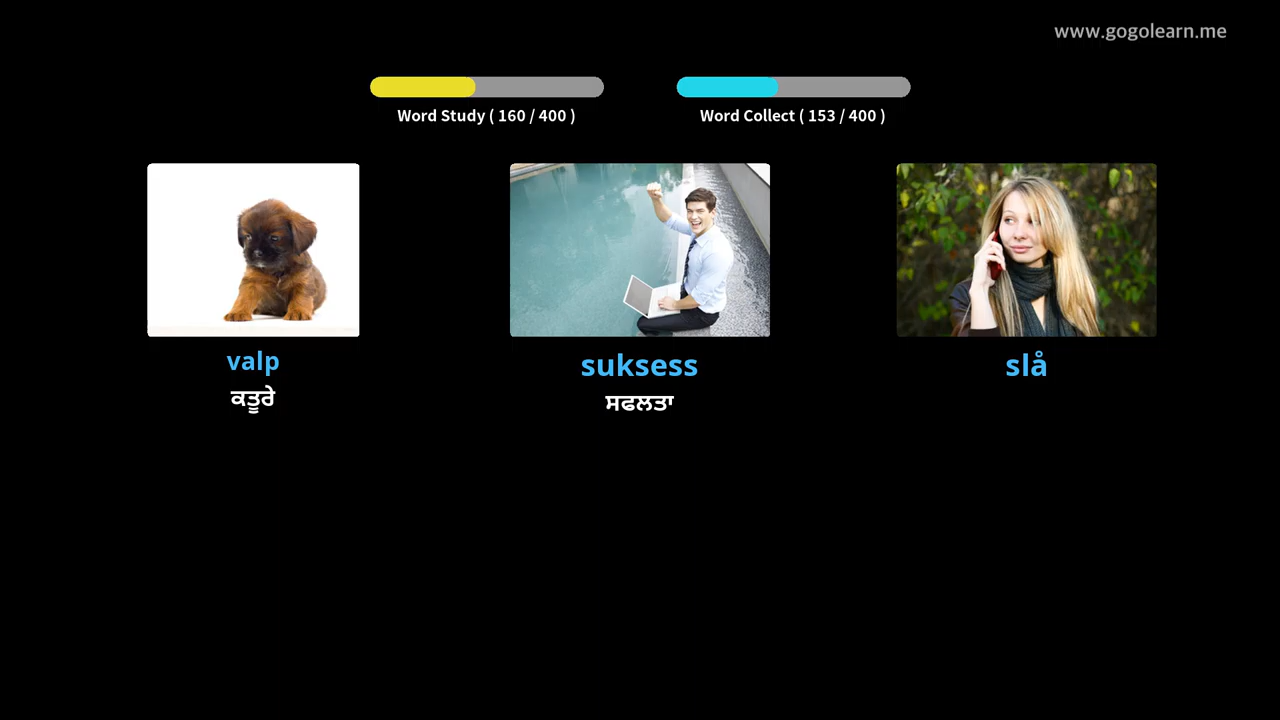 www.gogolearn.me
Word Study ( 160 / 400 )
Word Collect ( 153 / 400 )
valp
ਕਤੂਰੇ
suksess
ਸਫਲਤਾ
slå